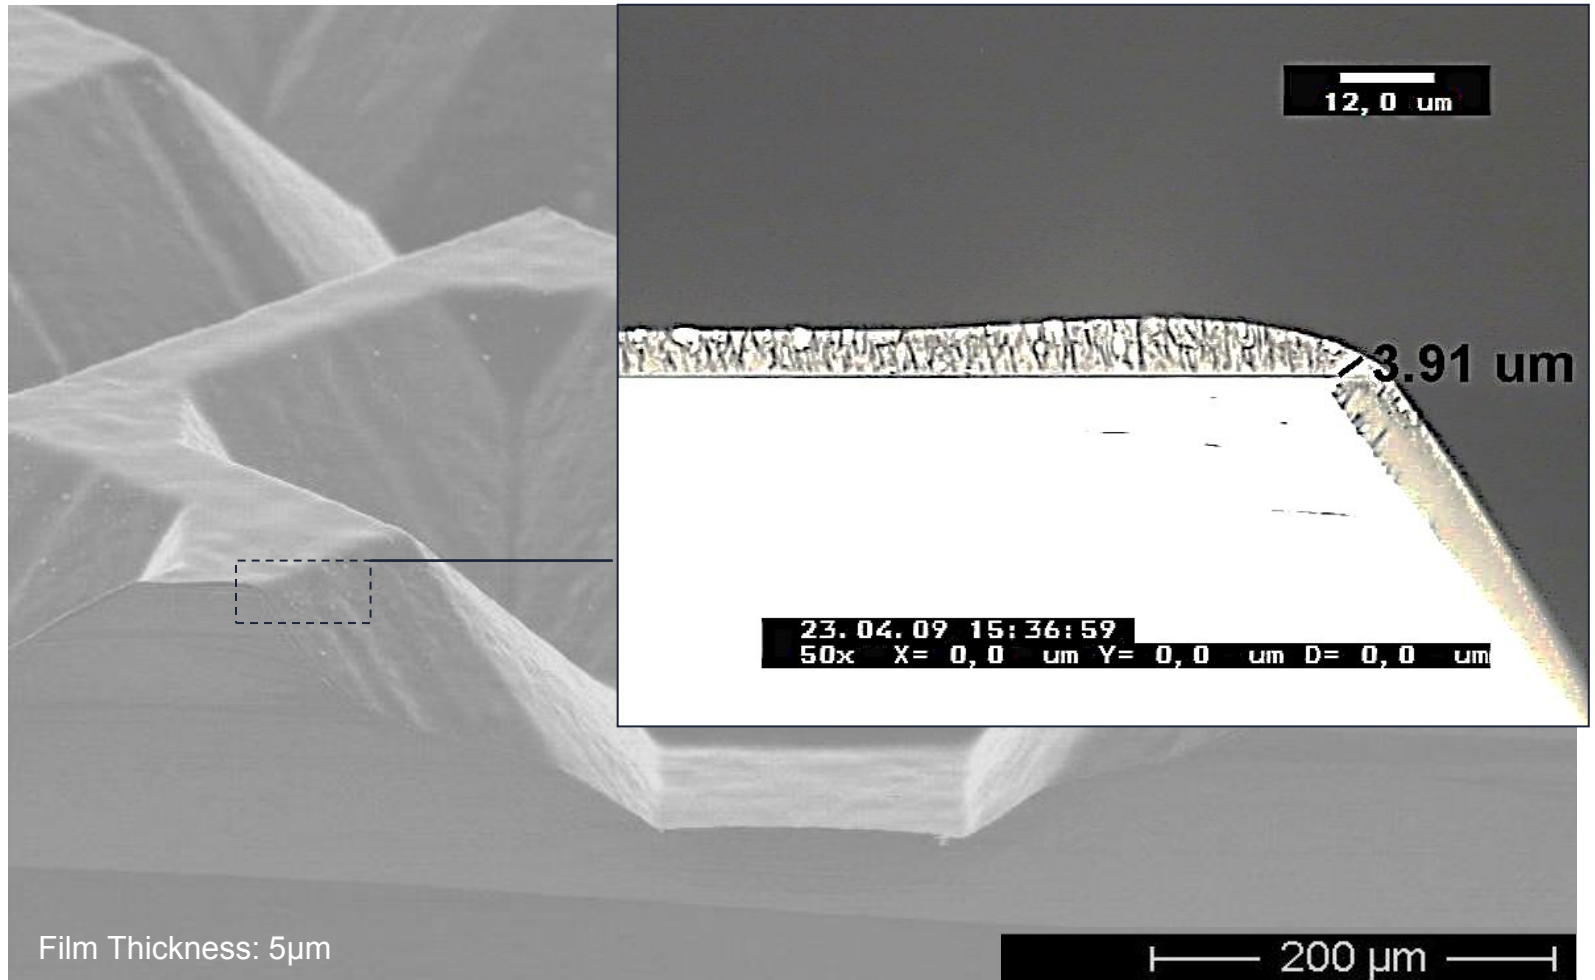 12,0 um
3.91 um
23.04.09 15:36:59
50x X= 0,0 um Y= 0,0 um D= 0,0 um
Film Thickness: 5µm
200 µm